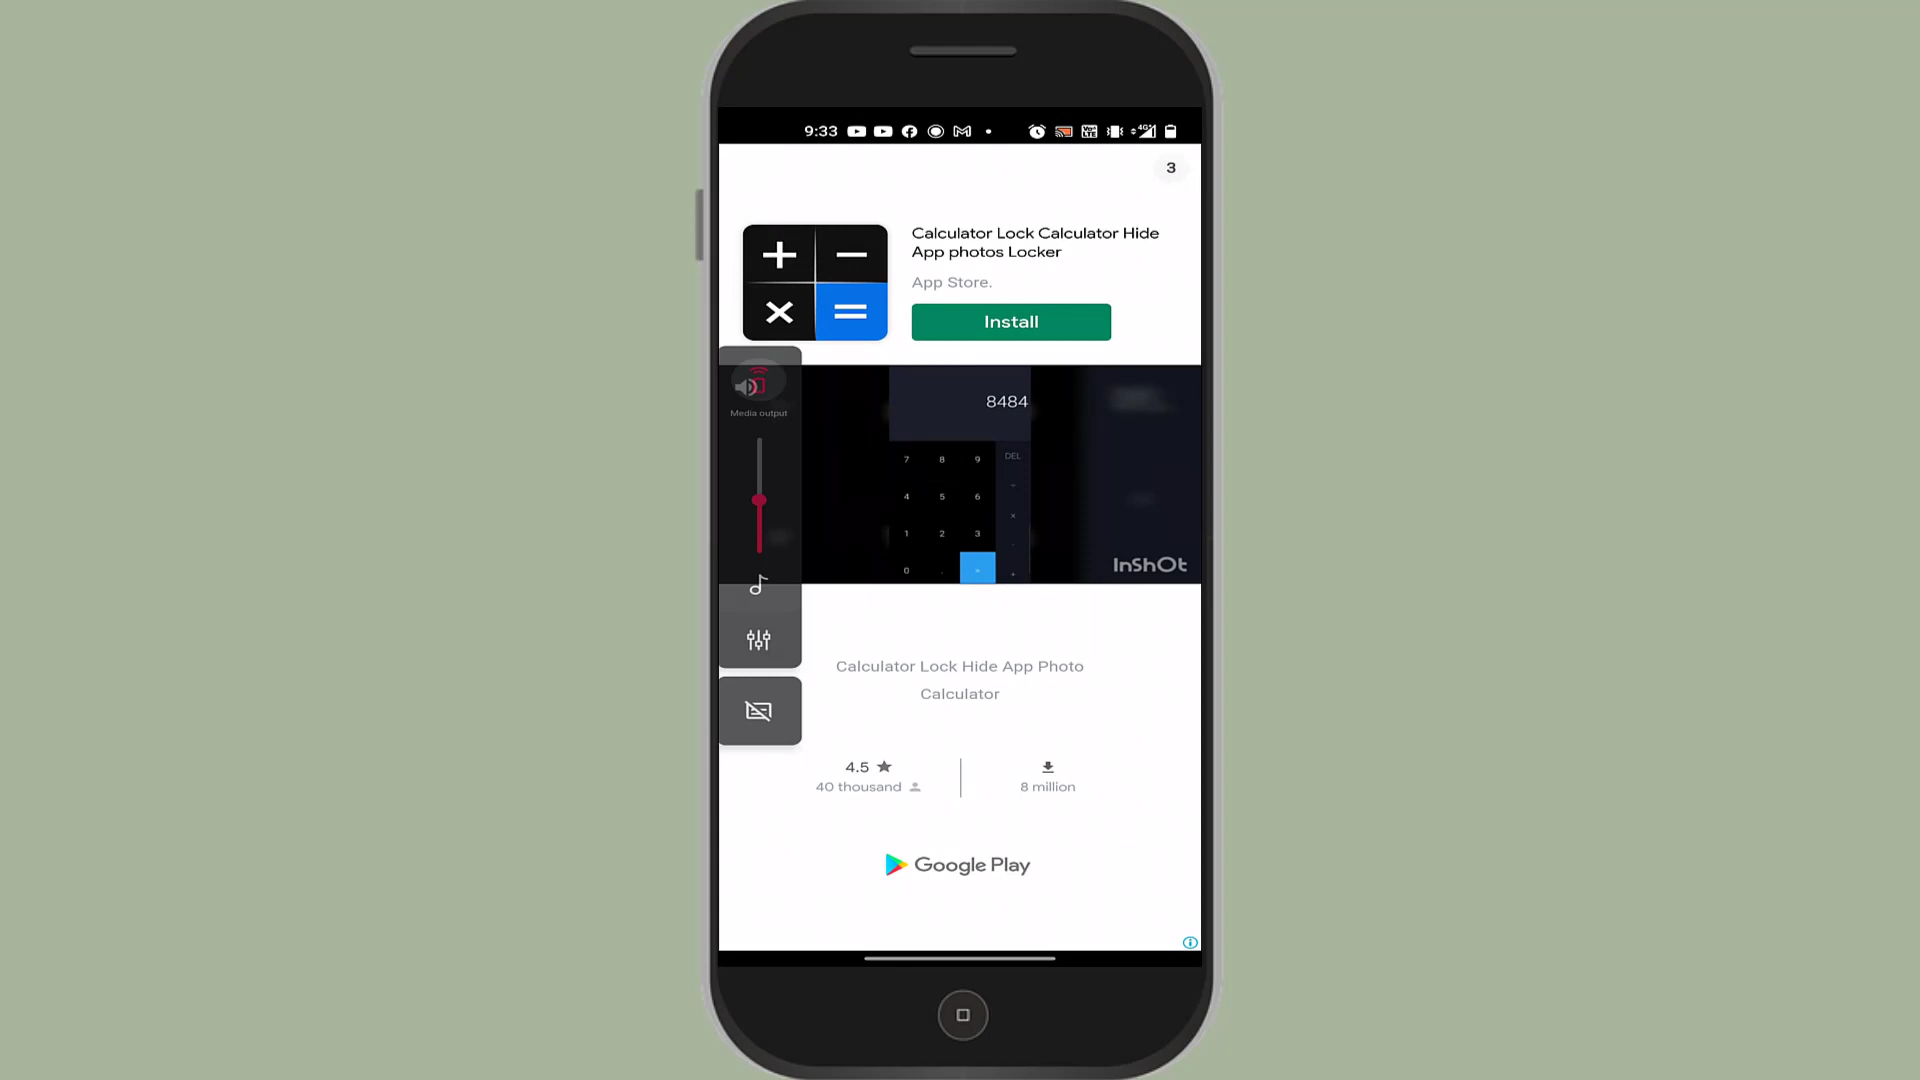 9:33
3
Calculator Lock Calculator Hide
App photos Locker
App Store.
Install
Media output
8484
7 8 9 DEL
4 5 6
1 2 3
0 . =
InShOt
Calculator Lock Hide App Photo
Calculator
4.5
40 thousand
8 million
Google Play